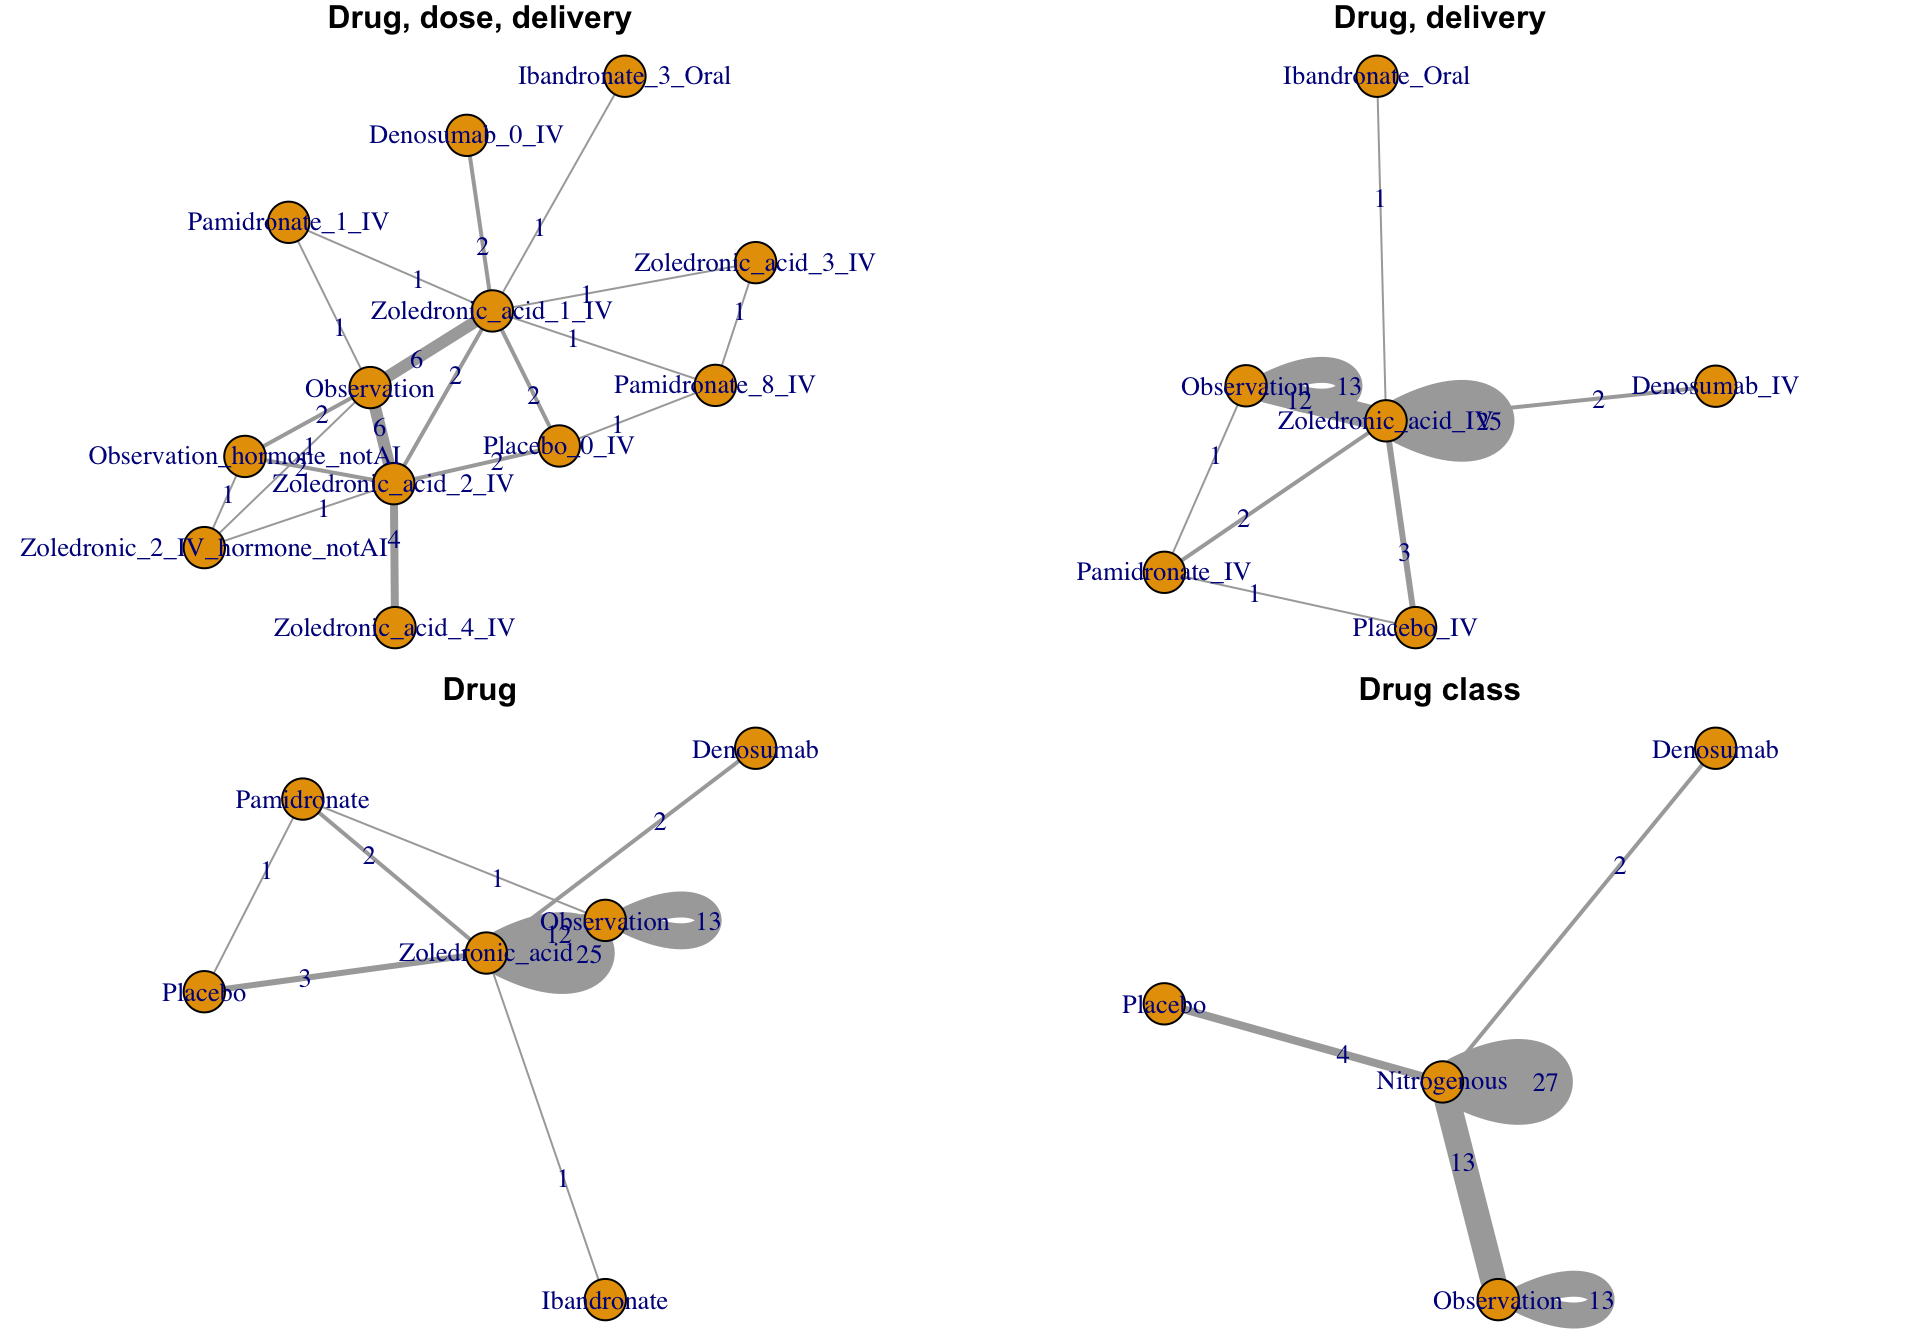 Drug, dose, delivery
Ibandronate_3_Oral
Denosumab_0_IV
Pamidronate_1_IV
1
2
Zoledronic_acid_3_IV
1
1
Zoledronic_acid_1_IV
1
1
1
6
2
Pamidronate_8_IV
Observation
2
2
1
6
1
Placebo_0_IV
Observation_hormone_notAI
2
2
Zoledronic_acid_2_IV
1
1
4
Zoledronic_2_IV_hormone_notAI
Zoledronic_acid_4_IV
Drug, delivery
Ibandronate_Oral
1
Observation
13
Denosumab_IV
12
2
Zoledronic_acid_IV
25
1
2
3
Pamidronate_IV
1
Placebo_IV
Drug
Denosumab
Pamidronate
2
2
1
1
Observation
13
12
Zoledronic_acid
25
3
Placebo
1
Ibandronate
Drug class
Denosumab
2
Placebo
4
Nitrogenous
27
13
Observation
13